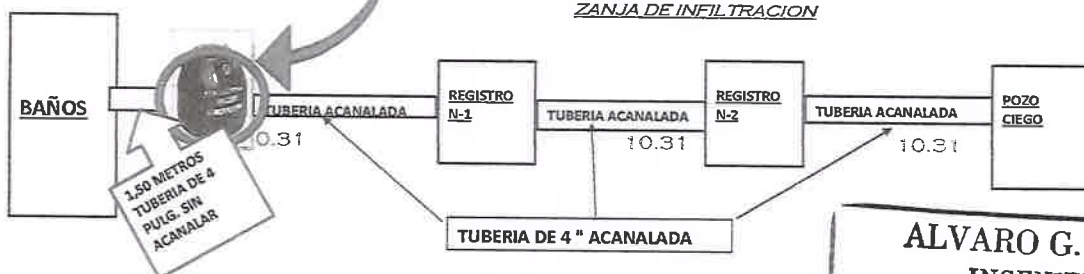 ZANJA DE INFILTRACION
BAÑOS
TUBERIA ACANALADA
0.31
REGISTRO
N-1
TUBERIA ACANALADA
10.31
REGISTRO
N-2
TUBERIA ACANALADA
10.31
POZO
CIEGO
1,50 METROS
TUBERIA DE 4
PULG. SIN
ACANALAR
TUBERIA DE 4 " ACANALADA
ALVARO G.